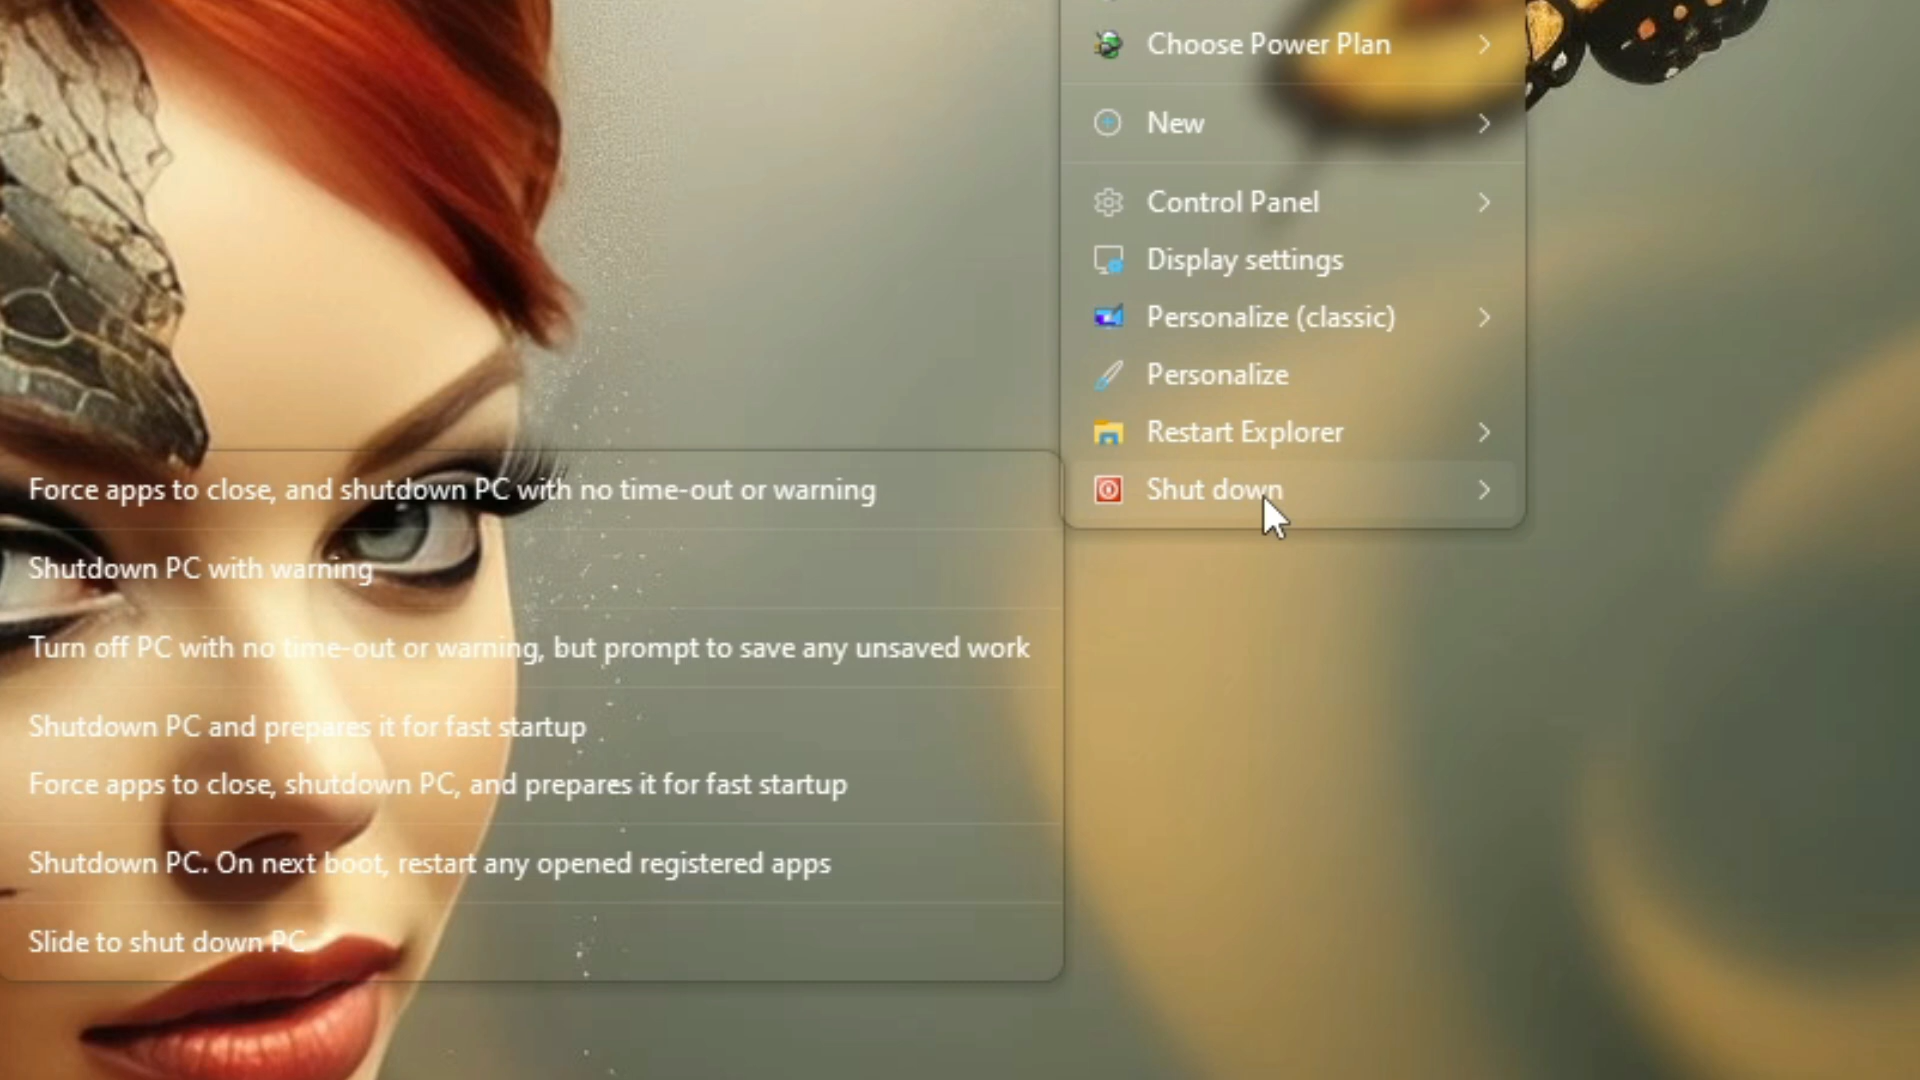 Choose Power Plan
New
Control Panel
Display settings
Personalize (classic)
Personalize
Restart Explorer
Shut down
Force apps to close, and shutdown PC with no time-out or warning
Shutdown PC with warning
Turn off PC with no time-out or warning, but prompt to save any unsaved work
Shutdown PC and prepares it for fast startup
Force apps to close, shutdown PC, and prepares it for fast startup
Shutdown PC. On next boot, restart any opened registered apps
Slide to shut down PC